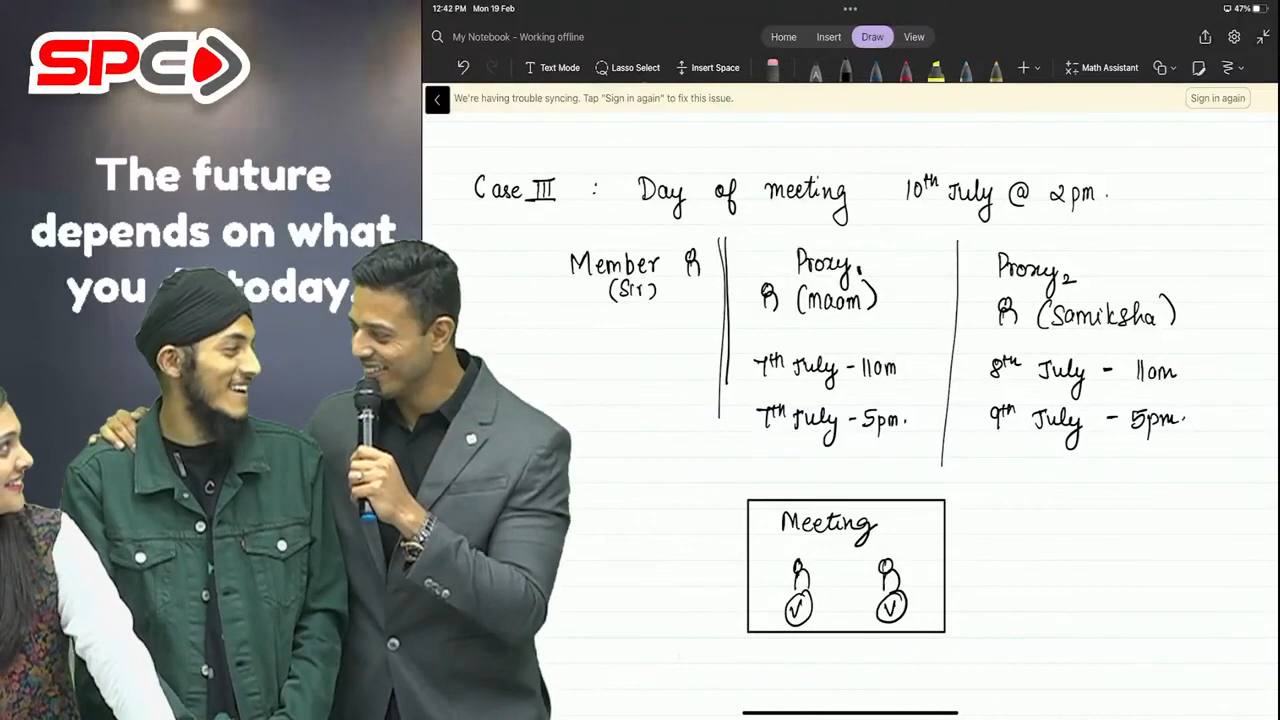 SPC
The future
depends on what
you do today.
12:42 PM Mon 19 Feb
47%
My Notebook - Working offline
Home Insert Draw View
Text Mode Lasso Select Insert Space Math Assistant
We're having trouble syncing. Tap "Sign in again" to fix this issue. Sign in again
Case III : Day of meeting 10th July @ 2pm.
Member Proxy1 Proxy2
(Sir) (maam) (Samiksha)
7th July - 11am 8th July - 11am
7th July - 5pm. 9th July - 5pm.
Meeting
V V